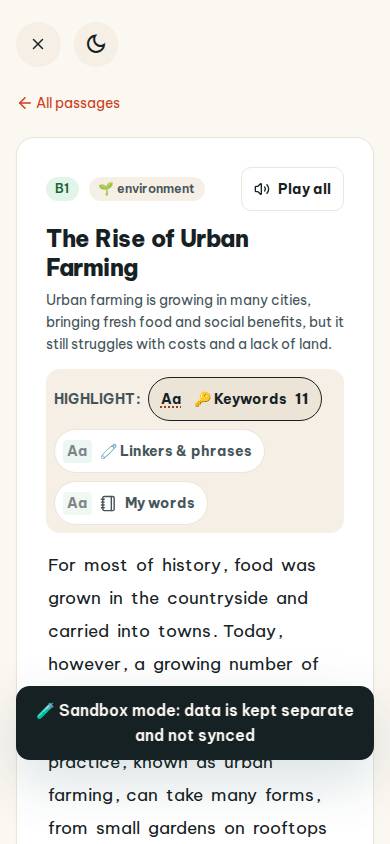 ← All passages
B1 🌱 environment Play all
The Rise of Urban
Farming
Urban farming is growing in many cities,
bringing fresh food and social benefits, but it
still struggles with costs and a lack of land.
HIGHLIGHT: Aa 🔑 Keywords 11
Aa 🔗 Linkers & phrases
Aa 📓 My words
For most of history, food was
grown in the countryside and
carried into towns. Today,
however, a growing number of
🧪 Sandbox mode: data is kept separate
and not synced
practice, known as urban
farming, can take many forms,
from small gardens on rooftops